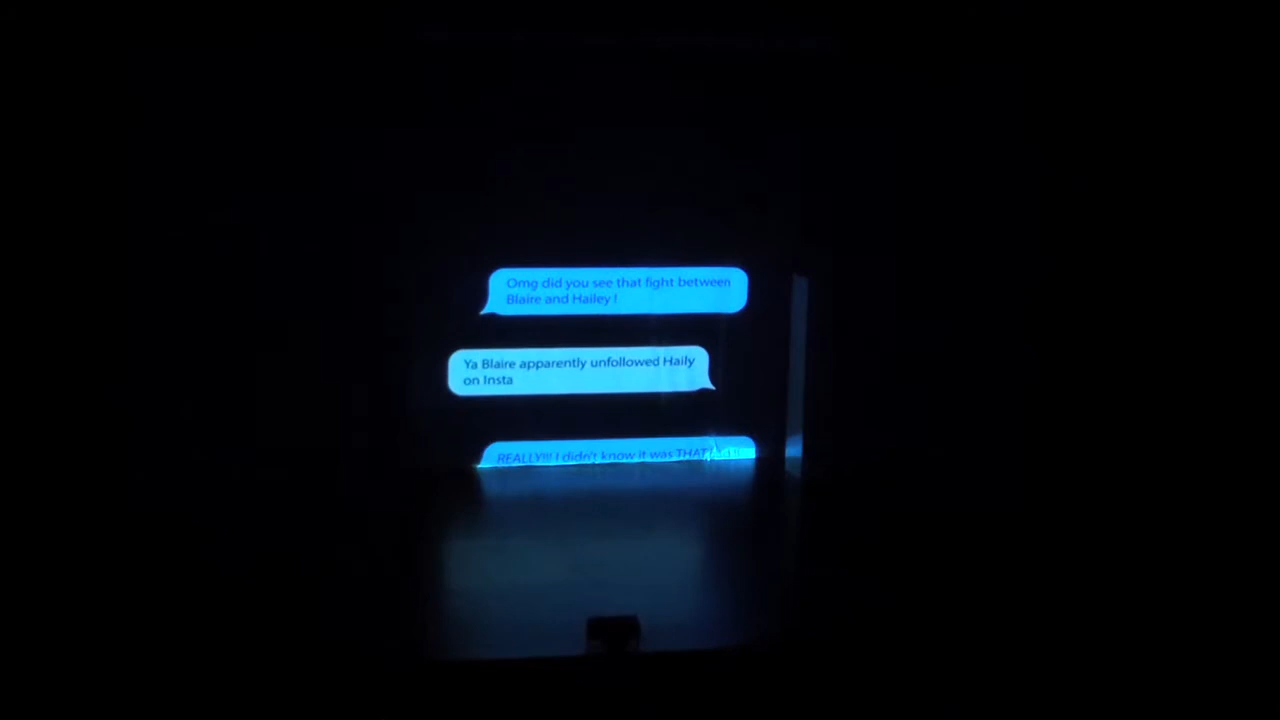 Omg did you see that fight between
Blaire and Hailey !
Ya Blaire apparently unfollowed Haily
on Insta
REALLY!!! I didn't know it was THAT